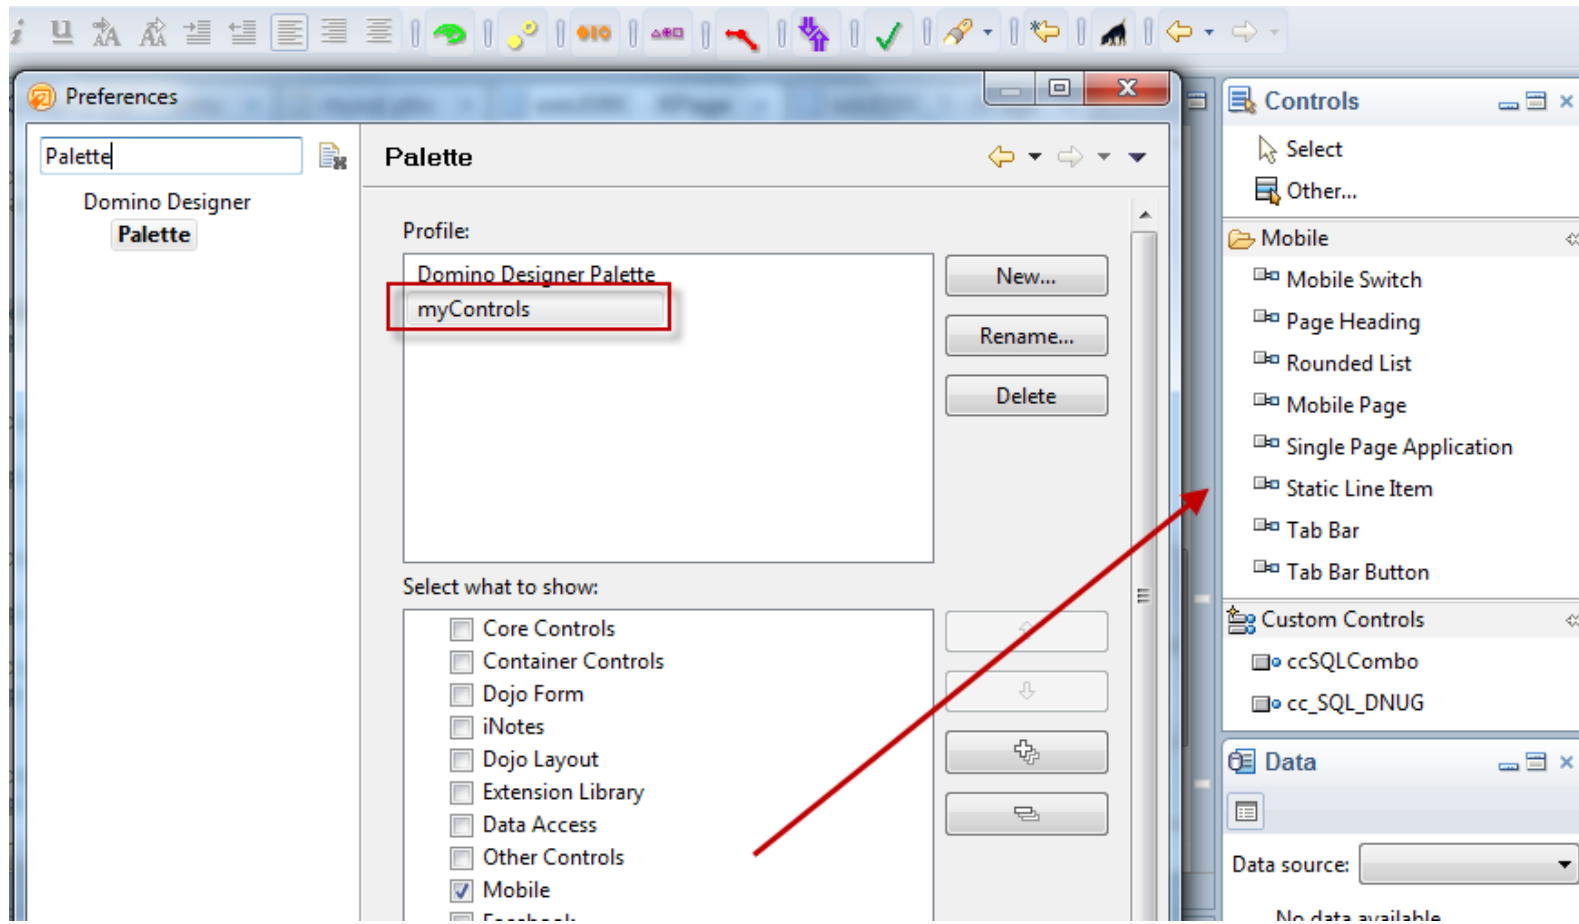 i u AA AA
Preferences
Palette
Domino Designer
Palette
Palette
Profile:
Domino Designer Palette
myControls
New...
Rename...
Delete
Select what to show:
Core Controls
Container Controls
Dojo Form
iNotes
Dojo Layout
Extension Library
Data Access
Other Controls
Mobile
Facebook
Controls
Select
Other...
Mobile
Mobile Switch
Page Heading
Rounded List
Mobile Page
Single Page Application
Static Line Item
Tab Bar
Tab Bar Button
Custom Controls
ccSQLCombo
cc_SQL_DNUG
Data
Data source:
No data available